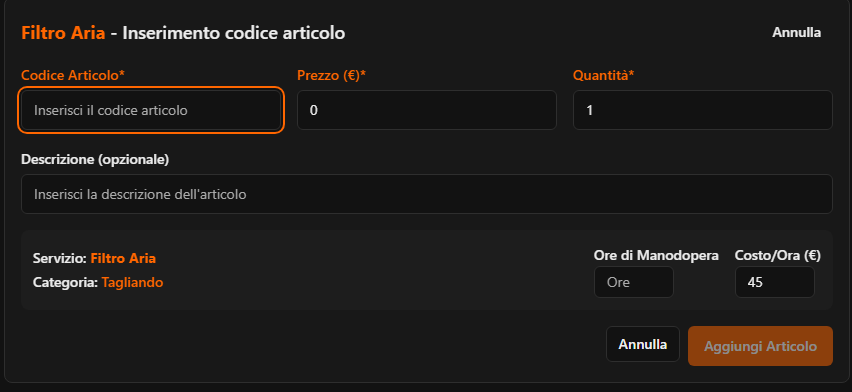 Filtro Aria - Inserimento codice articolo
Annulla
Codice Articolo* Prezzo (€)* Quantità*
Inserisci il codice articolo 0 1
Descrizione (opzionale)
Inserisci la descrizione dell'articolo
Servizio: Filtro Aria
Categoria: Tagliando
Ore di Manodopera Costo/Ora (€)
Ore 45
Annulla Aggiungi Articolo